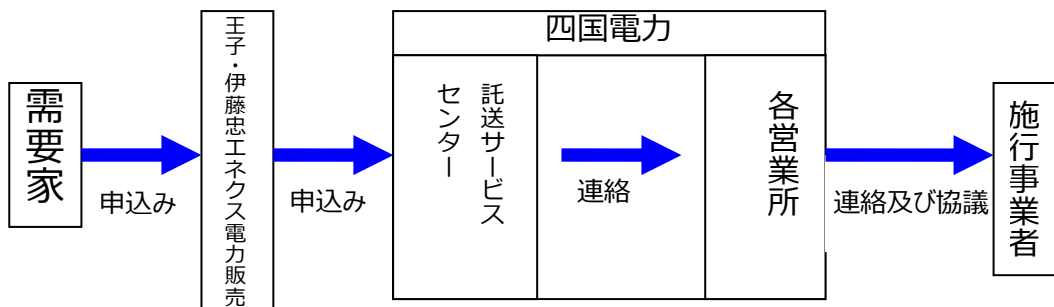 需要家
申込み
王子・伊藤忠エネクス電力販売
申込み
四国電力
託送サービス
センター
連絡
各営業所
連絡及び協議
施行事業者